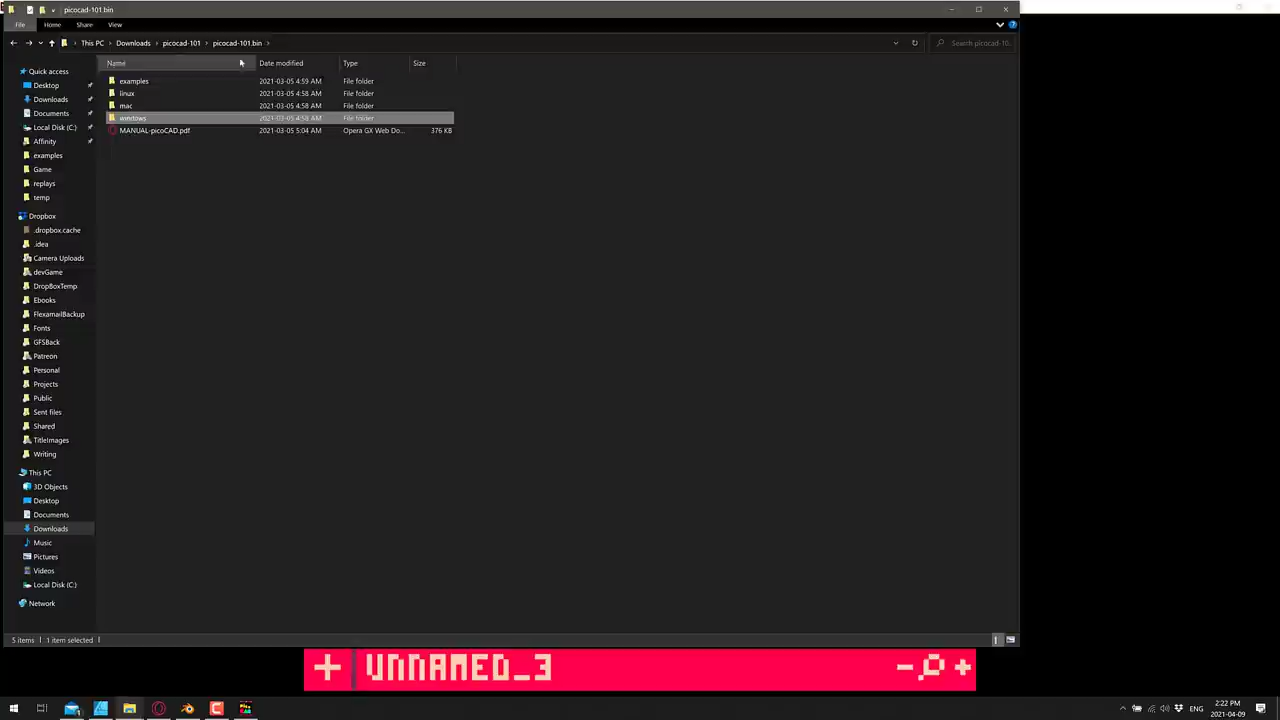 picocad-101.bin
File Home Share View
This PC > Downloads > picocad-101 > picocad-101.bin >
Search picocad-10...
Name Date modified Type Size
examples 2021-03-05 4:59 AM File folder
linux 2021-03-05 4:58 AM File folder
mac 2021-03-05 4:58 AM File folder
windows 2021-03-05 4:58 AM File folder
MANUAL-picoCAD.pdf 2021-03-05 5:04 AM Opera GX Web Do... 376 KB
Quick access
Desktop
Downloads
Documents
Local Disk (C:)
Affinity
examples
Game
replays
temp
Dropbox
.dropbox.cache
.idea
Camera Uploads
devGame
DropBoxTemp
Ebooks
FlexamailBackup
Fonts
GFSBack
Patreon
Personal
Projects
Public
Sent files
Shared
TitleImages
Writing
This PC
3D Objects
Desktop
Documents
Downloads
Music
Pictures
Videos
Local Disk (C:)
Network
5 items 1 item selected
+ UNNAMED_3 - +
ENG 2:22 PM
2021-04-09